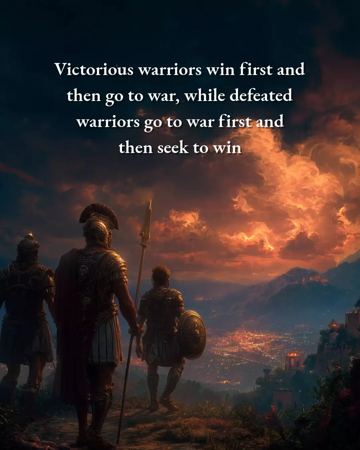 Victorious warriors win first and
then go to war, while defeated
warriors go to war first and
then seek to win